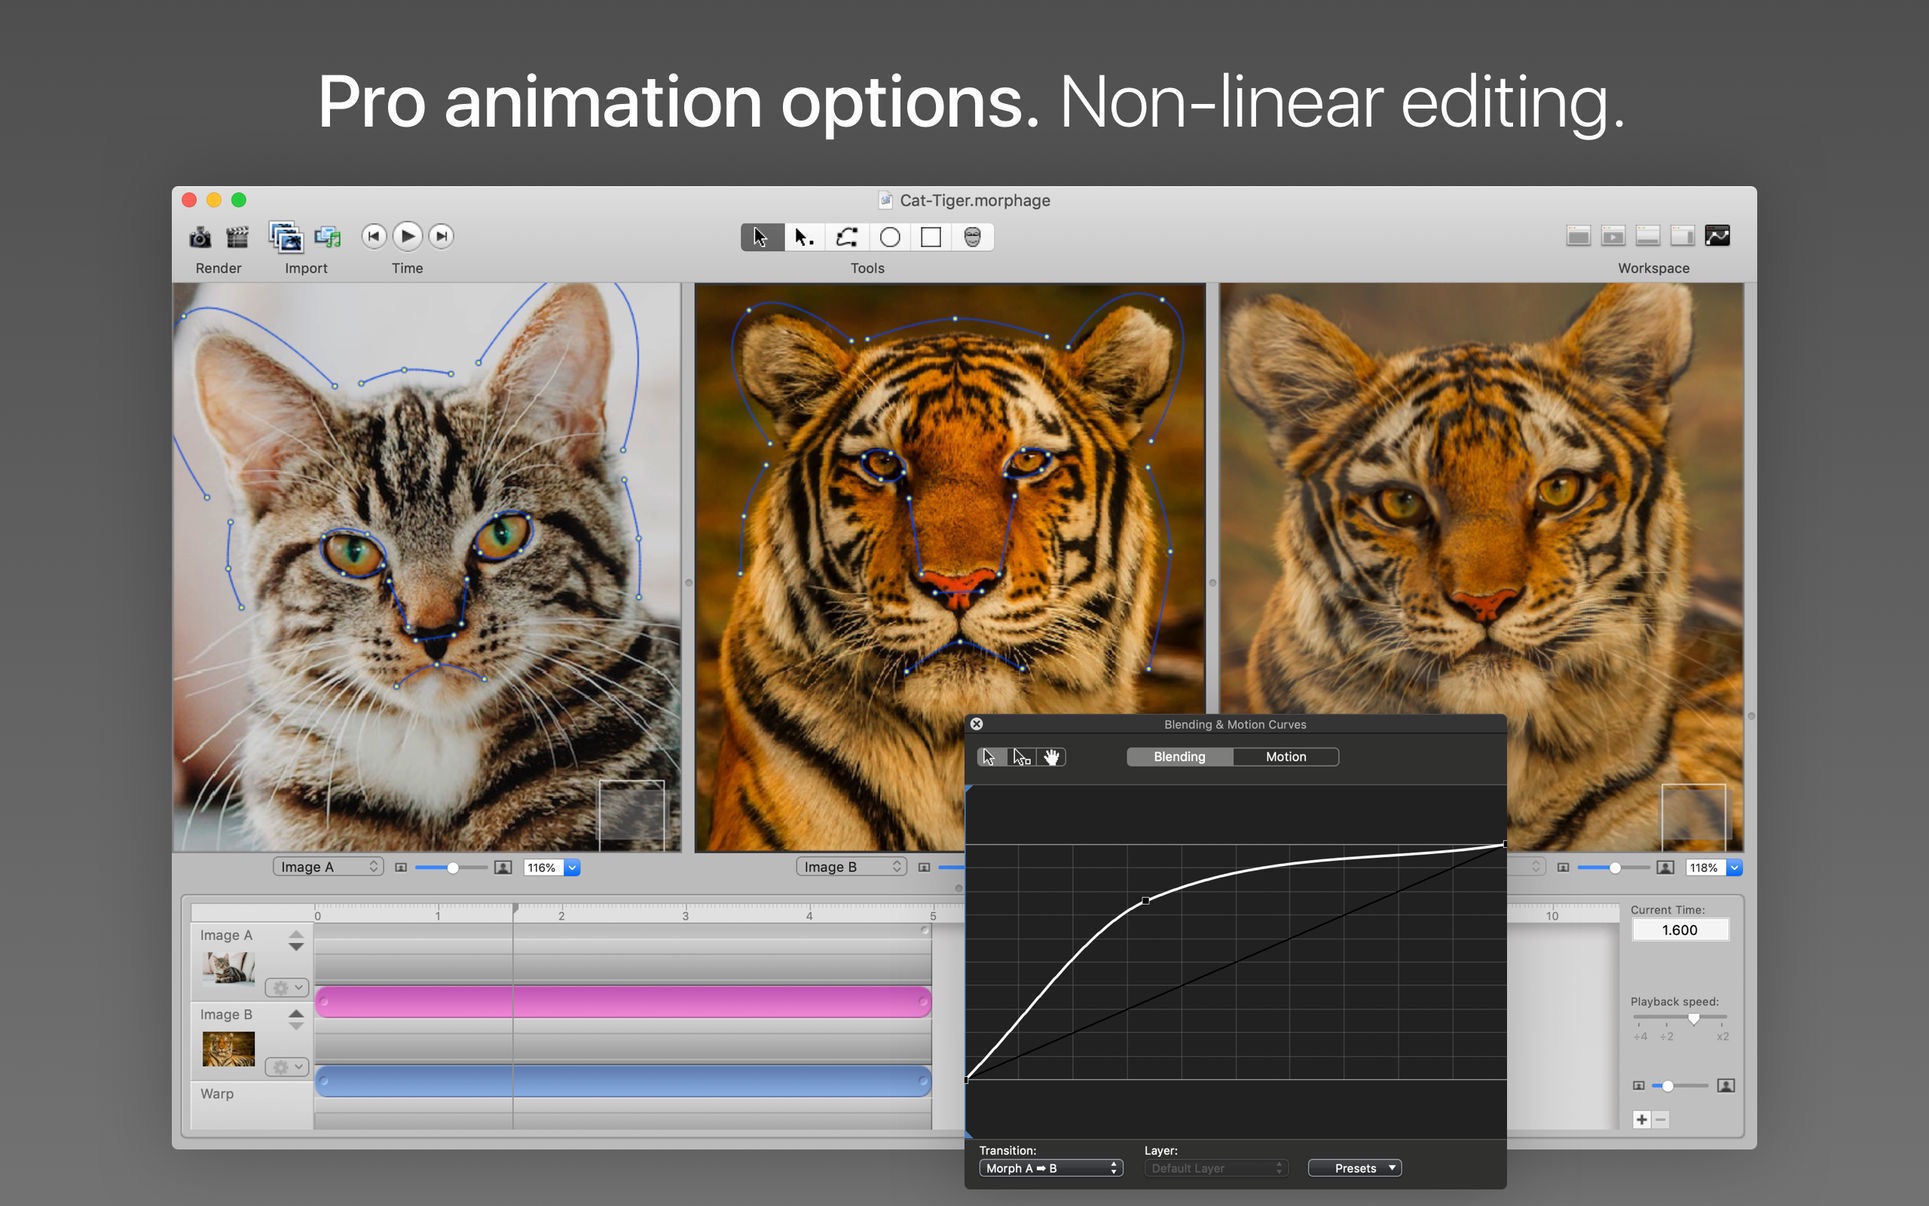 Pro animation options. Non-linear editing.
Cat-Tiger.morphage
Render Import Time Tools Workspace
Image A 116% Image B 118%
Blending & Motion Curves
Blending Motion
0 1 2 3 4 5 10
Image A
Image B
Warp
Current Time:
1.600
Playback speed:
÷4 ÷2 x2
Transition: Layer:
Morph A ➡ B Default Layer Presets